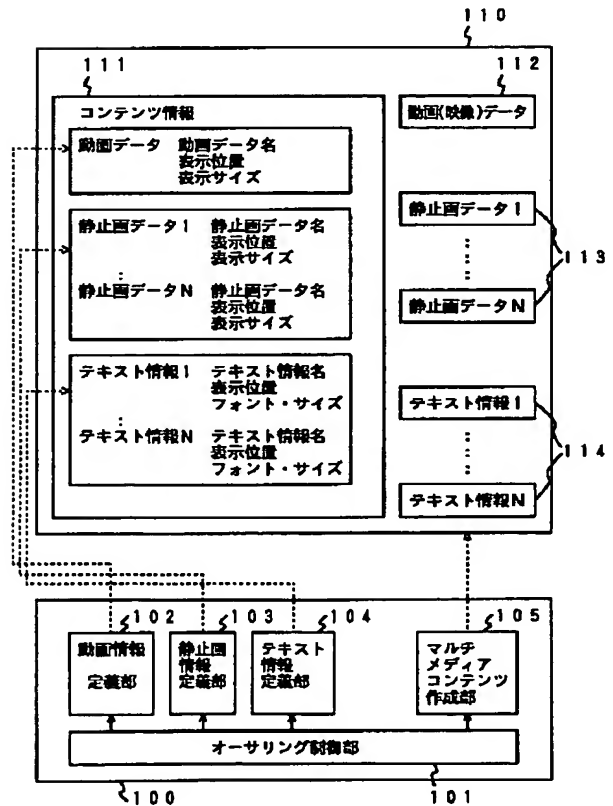 110
111
112
コンテンツ情報
動画データ 動画データ名
表示位置
表示サイズ
静止画データ1 静止画データ名
表示位置
表示サイズ
静止画データN 静止画データ名
表示位置
表示サイズ
テキスト情報1 テキスト情報名
表示位置
フォント・サイズ
テキスト情報N テキスト情報名
表示位置
フォント・サイズ
動画(映像)データ
静止画データ1
113
静止画データN
テキスト情報1
114
テキスト情報N
102
103
104
105
動画情報
定義部
静止画
情報
定義部
テキスト
情報
定義部
マルチ
メディア
コンテンツ
作成部
オーサリング制御部
100
101